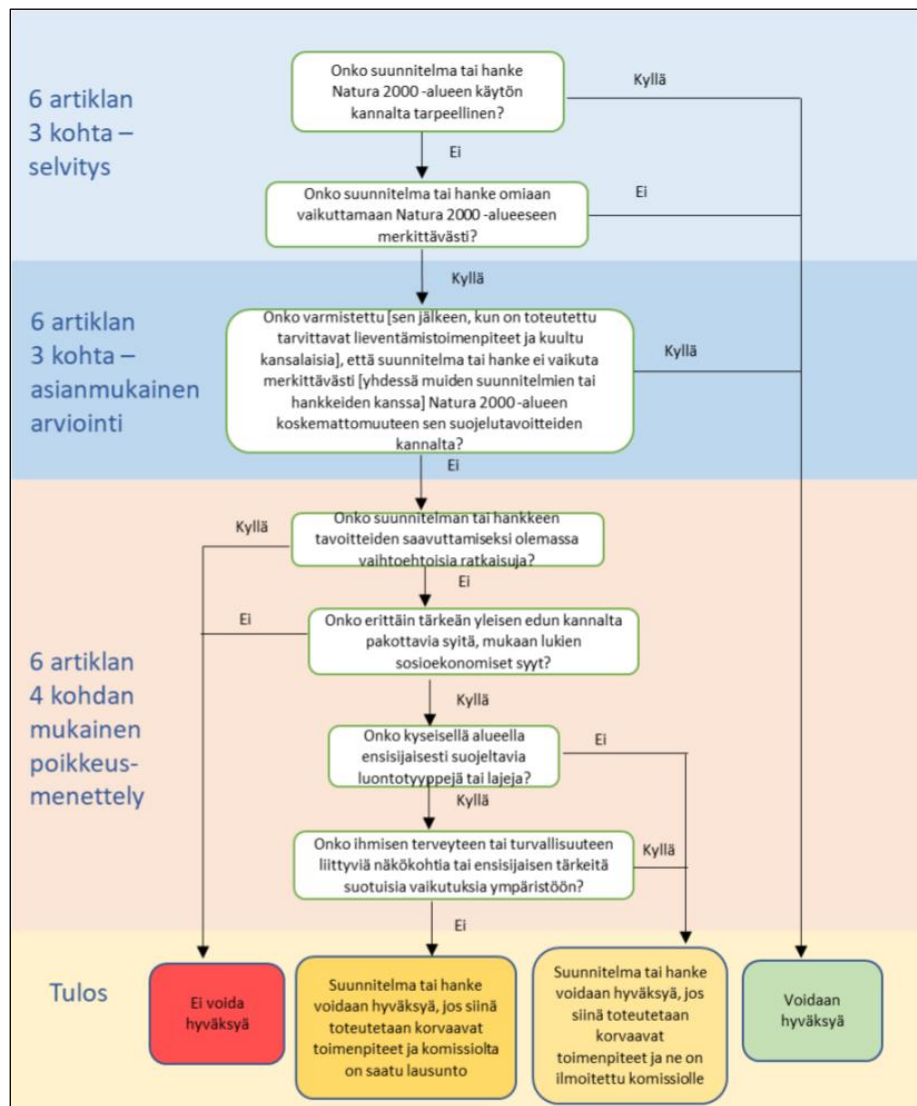 6 artiklan
3 kohta –
selvitys
Onko suunnitelma tai hanke
Natura 2000 -alueen käytön
kannalta tarpeellinen?
Kyllä
Ei
Onko suunnitelma tai hanke omiaan
vaikuttamaan Natura 2000 -alueeseen
merkittävästi?
Ei
Kyllä
6 artiklan
3 kohta –
asianmukainen
arviointi
Onko varmistettu [sen jälkeen, kun on toteutettu
tarvittavat lieventämistoimenpiteet ja kuultu
kansalaisia], että suunnitelma tai hanke ei vaikuta
merkittävästi [yhdessä muiden suunnitelmien tai
hankkeiden kanssa] Natura 2000 -alueen
koskemattomuuteen sen suojelutavoitteiden
kannalta?
Kyllä
Ei
6 artiklan
4 kohdan
mukainen
poikkeus-
menettely
Onko suunnitelman tai hankkeen
tavoitteiden saavuttamiseksi olemassa
vaihtoehtoisia ratkaisuja?
Kyllä
Ei
Onko erittäin tärkeän yleisen edun kannalta
pakottavia syitä, mukaan lukien
sosioekonomiset syyt?
Ei
Kyllä
Onko kyseisellä alueella
ensisijaisesti suojeltavia
luontotyyppejä tai lajeja?
Ei
Kyllä
Onko ihmisen terveyteen tai turvallisuuteen
liittyviä näkökohtia tai ensisijaisen tärkeitä
suotuisia vaikutuksia ympäristöön?
Kyllä
Ei
Tulos
Ei voida
hyväksyä
Suunnitelma tai hanke
voidaan hyväksyä, jos siinä
toteutetaan korvaavat
toimenpiteet ja komissiolta
on saatu lausunto
Suunnitelma tai hanke
voidaan hyväksyä, jos
siinä toteutetaan
korvaavat
toimenpiteet ja ne on
ilmoitettu komissiolle
Voidaan
hyväksyä